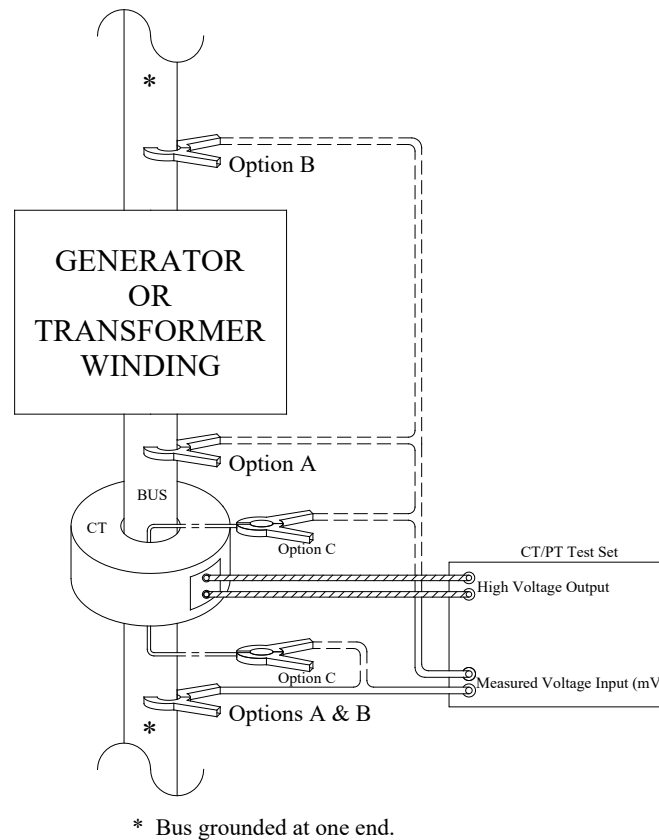 *
Option B
GENERATOR
OR
TRANSFORMER
WINDING
Option A
BUS
CT
Option C
CT/PT Test Set
High Voltage Output
Option C
Measured Voltage Input (mV
Options A & B
*
* Bus grounded at one end.